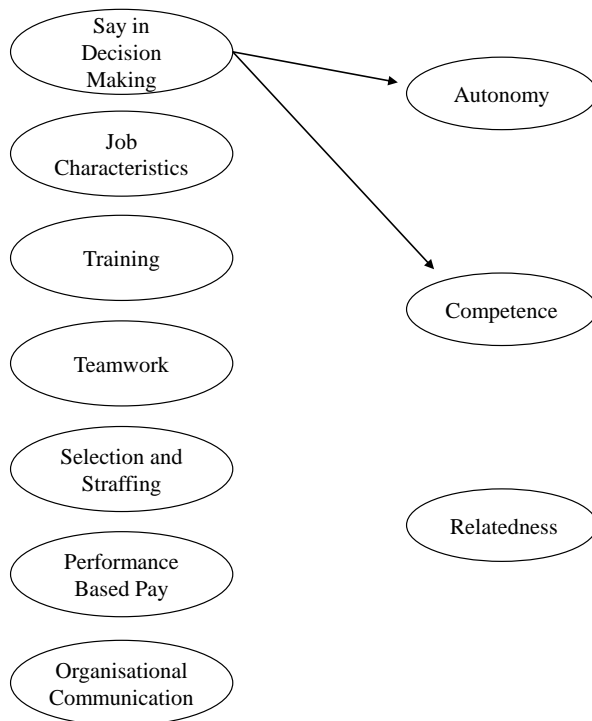 Say in
Decision
Making
Autonomy
Job
Characteristics
Training
Competence
Teamwork
Selection and
Straffing
Relatedness
Performance
Based Pay
Organisational
Communication